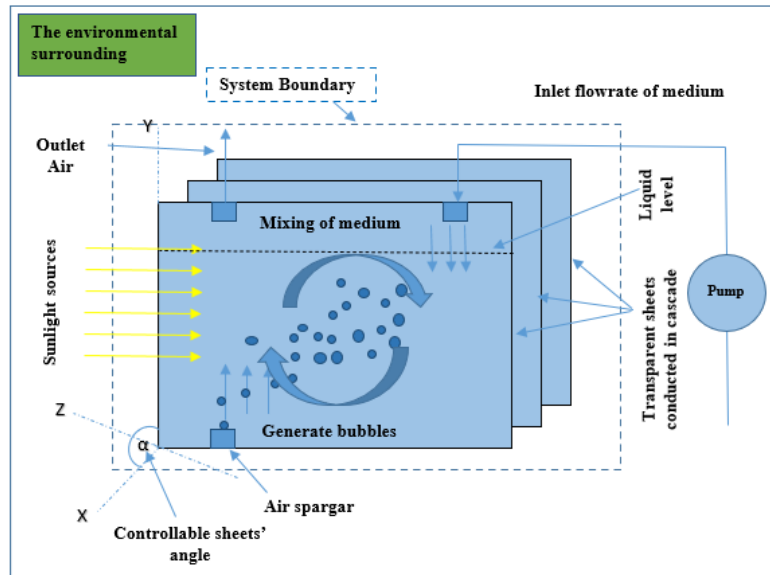 The environmental
surrounding
System Boundary
Inlet flowrate of medium
Y
Outlet
Air
Mixing of medium
Liquid
level
Sunlight sources
Pump
Transparent sheets
conducted in cascade
Z
α
Generate bubbles
X
Air spargar
Controllable sheets'
angle